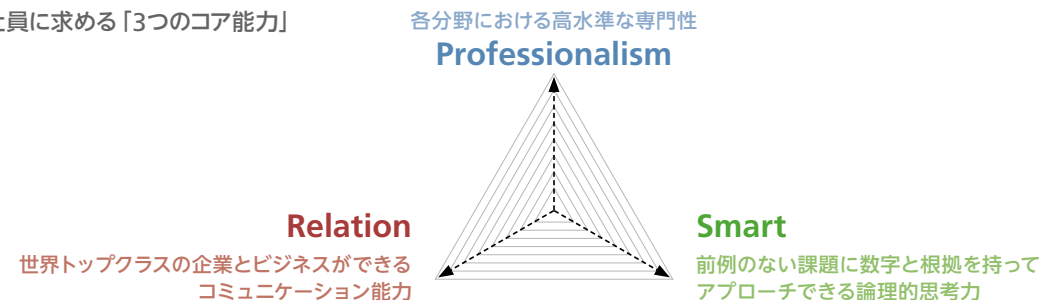 社員に求める「3つのコア能力」
各分野における高水準な専門性
Professionalism
Relation
世界トップクラスの企業とビジネスができる
コミュニケーション能力
Smart
前例のない課題に数字と根拠を持って
アプローチできる論理的思考力